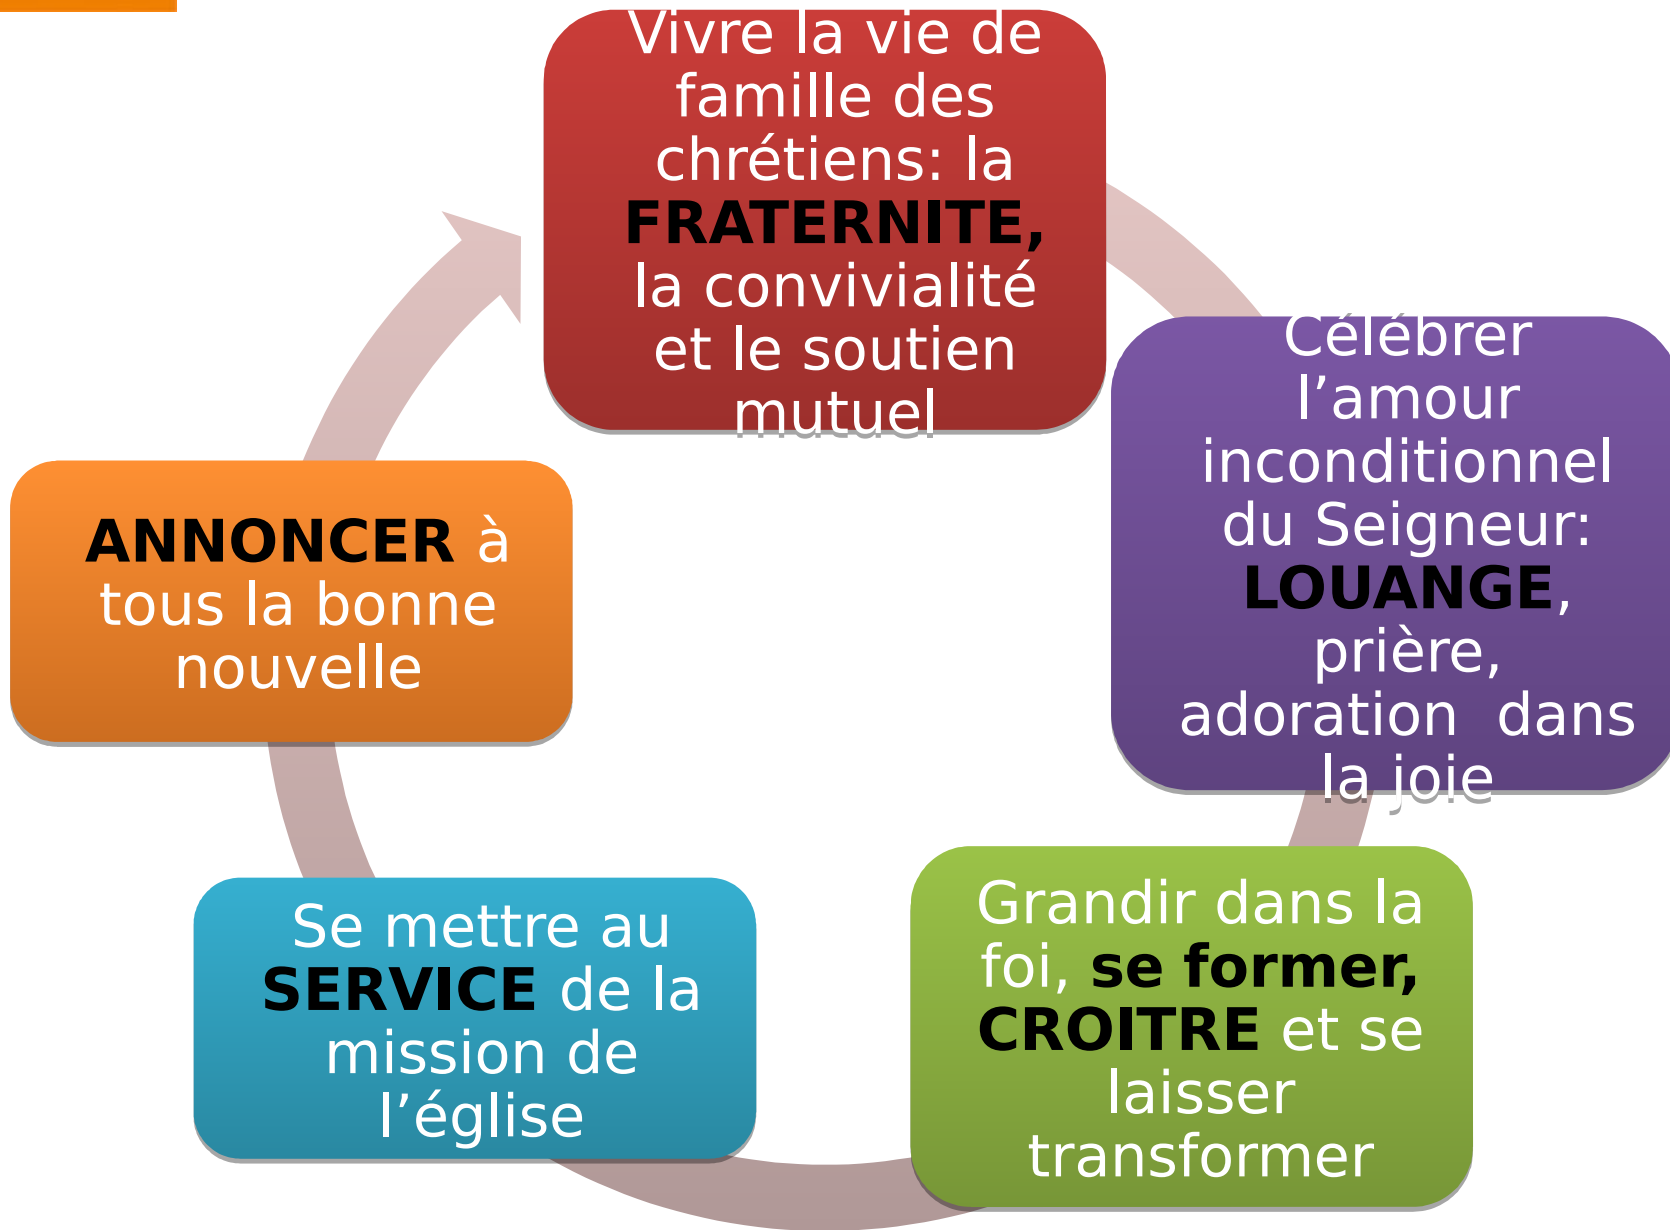 Vivre la vie de
famille des
chrétiens: la
FRATERNITE,
la convivialité
et le soutien
mutuel
Célébrer
l’amour
inconditionnel
du Seigneur:
LOUANGE,
prière,
adoration  dans
la joie
Grandir dans la
foi, se former,
CROITRE et se
laisser
transformer
Se mettre au
SERVICE de la
mission de
l’église
ANNONCER à
tous la bonne
nouvelle